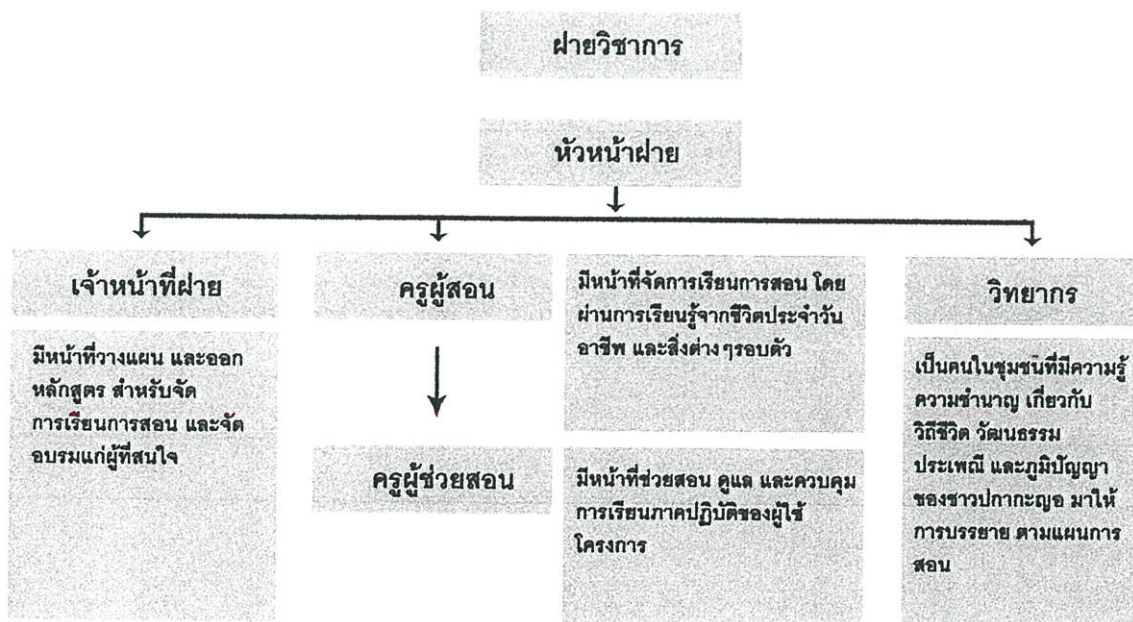 ฝ่ายวิชาการ
หัวหน้าฝ่าย
เจ้าหน้าที่ฝ่าย
มีหน้าที่วางแผน และออก
หลักสูตร สำหรับจัด
การเรียนการสอน และจัด
อบรมแก่ผู้ที่สนใจ
ครูผู้สอน
มีหน้าที่จัดการเรียนการสอน โดย
ผ่านการเรียนรู้จากชีวิตประจำวัน
อาชีพ และสิ่งต่างๆรอบตัว
ครูผู้ช่วยสอน
มีหน้าที่ช่วยสอน ดูแล และควบคุม
การเรียนภาคปฏิบัติของผู้ใช้
โครงการ
วิทยากร
เป็นคนในชุมชนที่มีความรู้
ความชำนาญ เกี่ยวกับ
วิถีชีวิต วัฒนธรรม
ประเพณี และภูมิปัญญา
ของชาวปกากะญอ มาให้
การบรรยาย ตามแผนการ
สอน